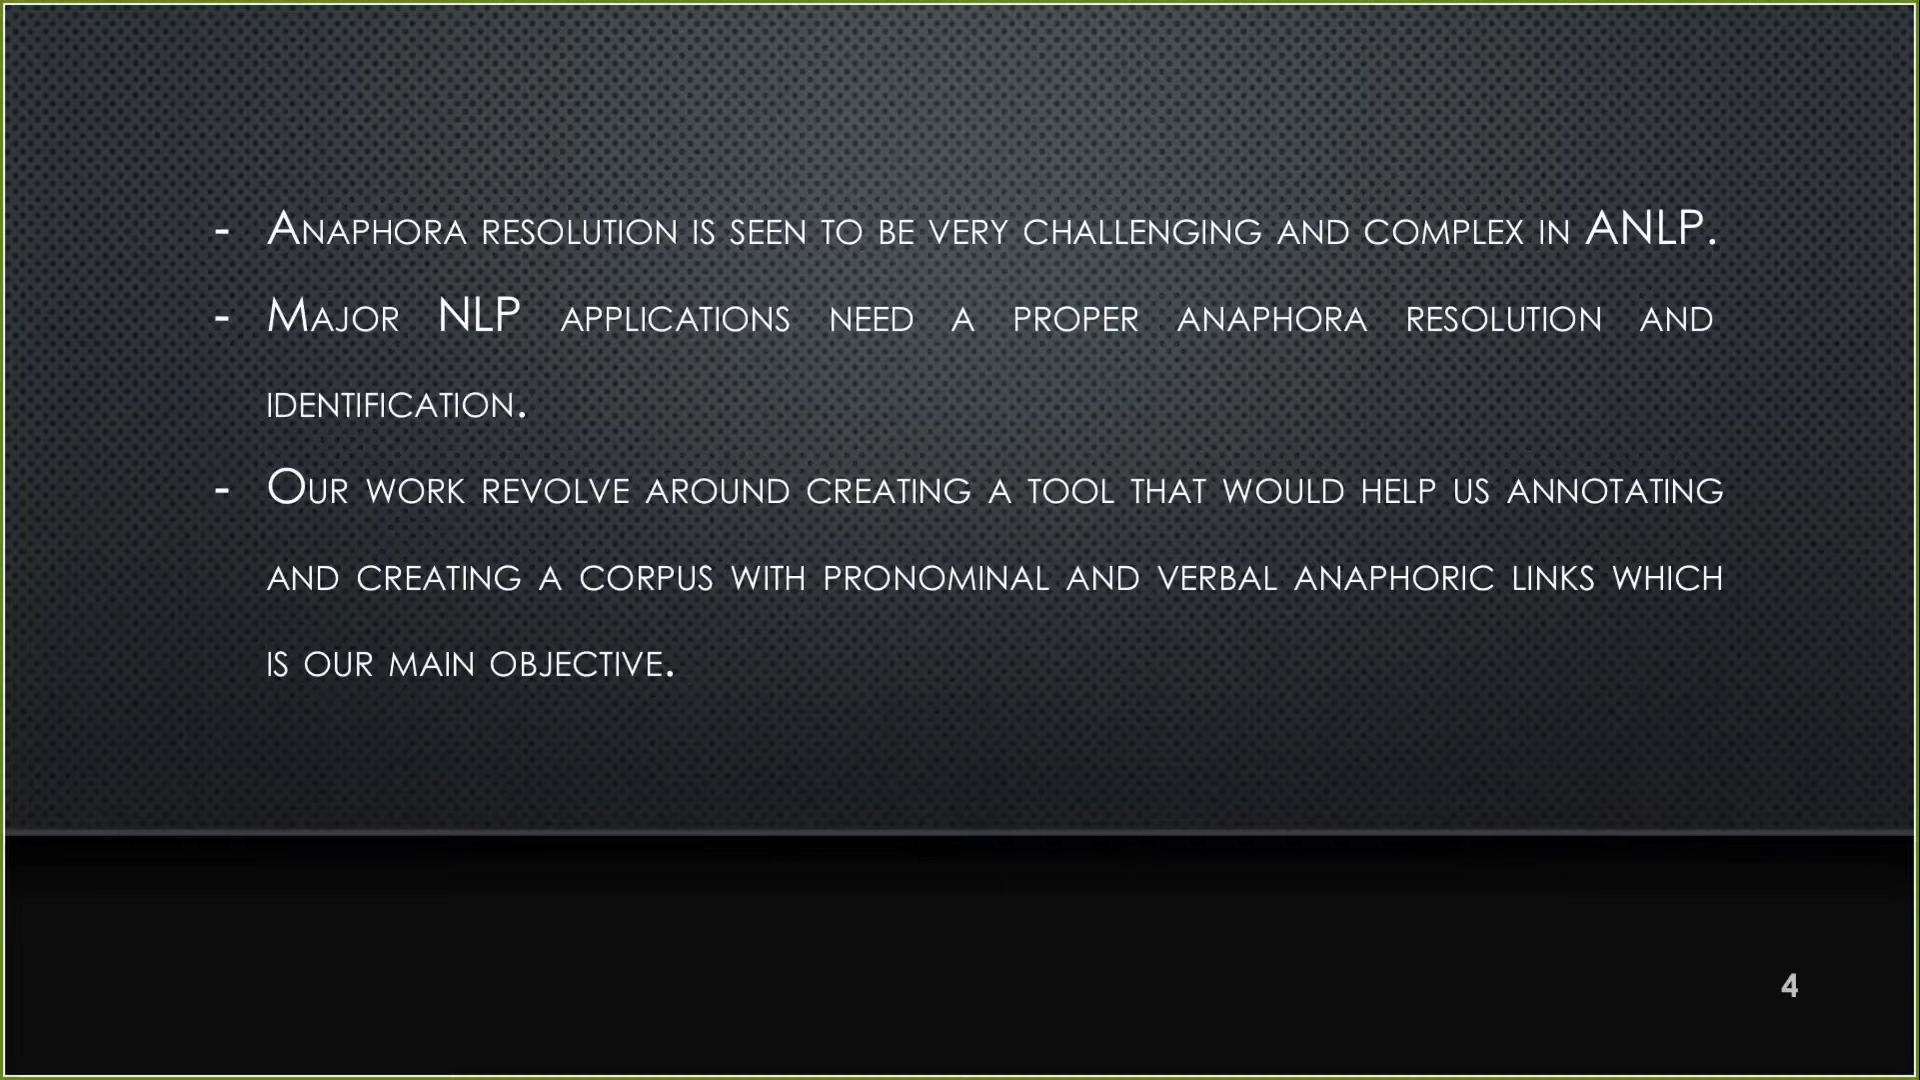 - Anaphora resolution is seen to be very challenging and complex in ANLP.
- Major NLP applications need a proper anaphora resolution and
identification.
- Our work revolve around creating a tool that would help us annotating
and creating a corpus with pronominal and verbal anaphoric links which
is our main objective.
4